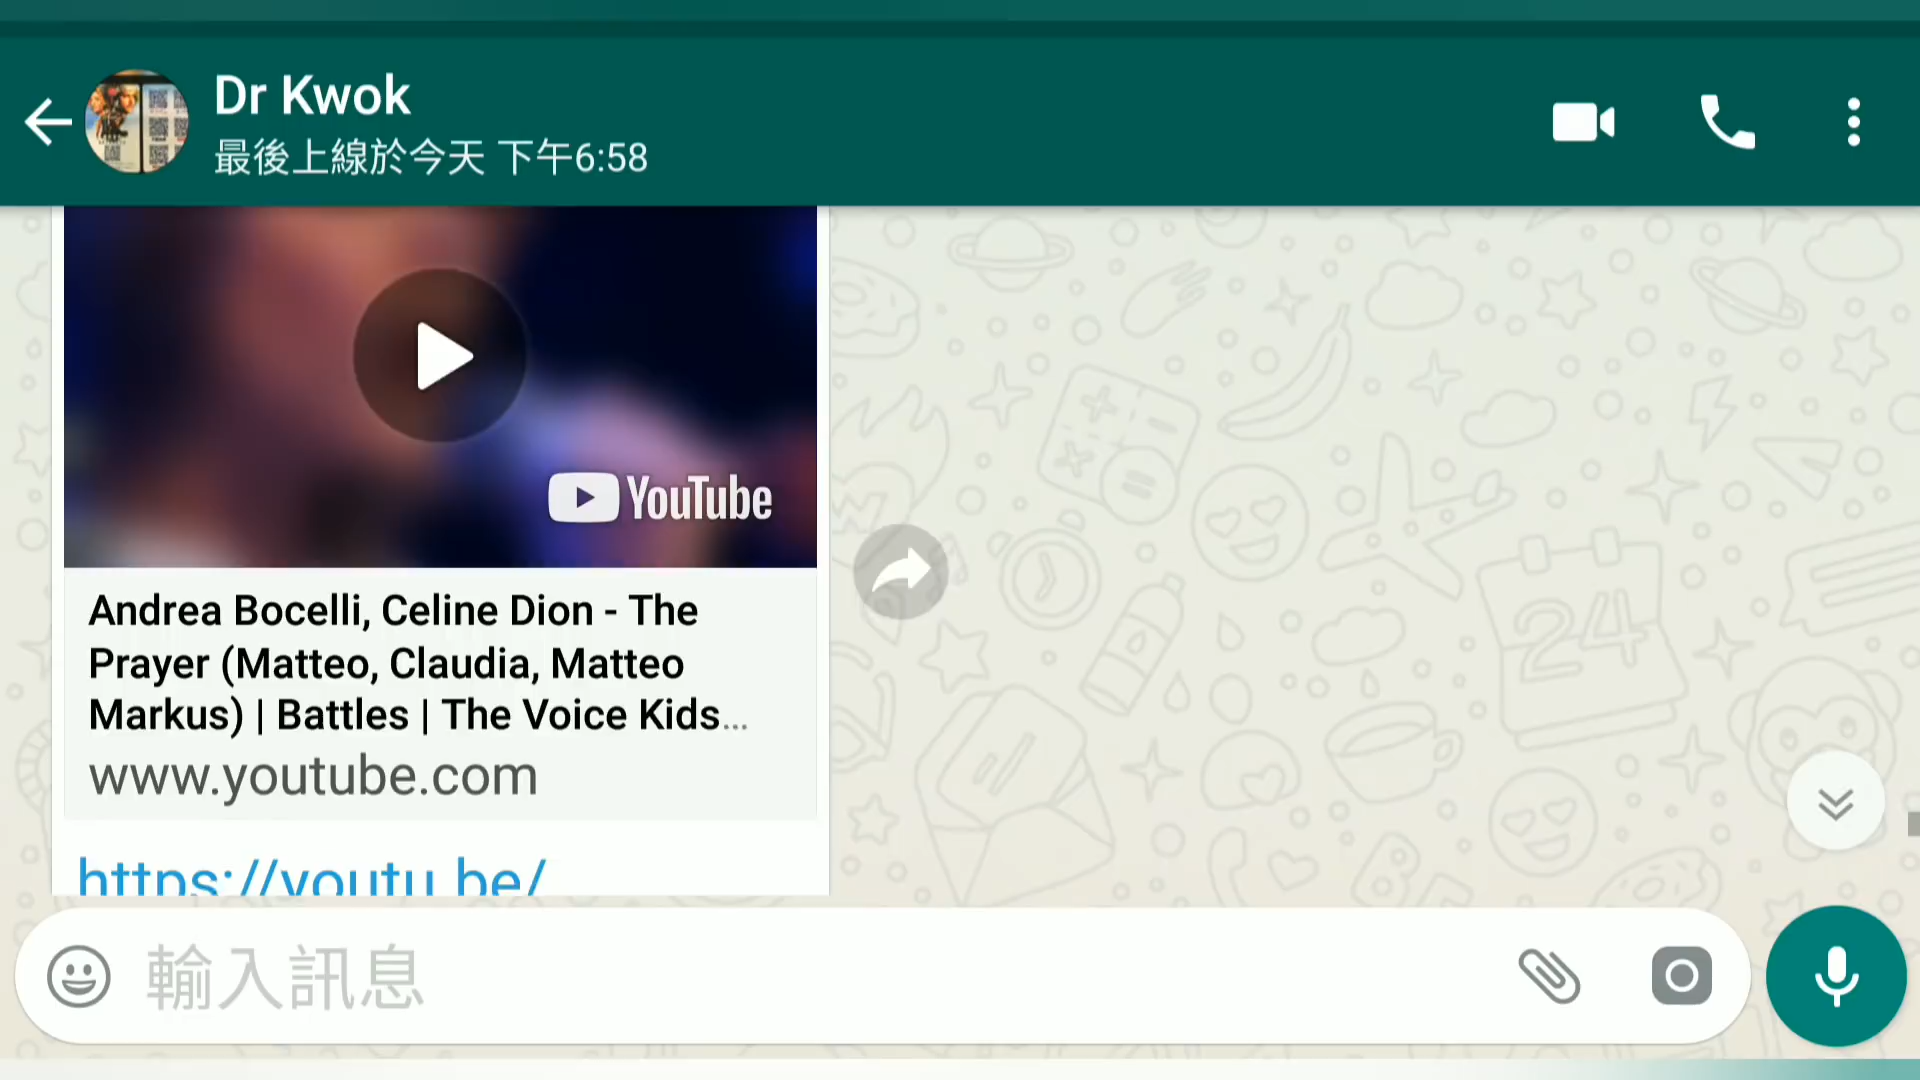 Dr Kwok
最後上線於今天 下午6:58
YouTube
Andrea Bocelli, Celine Dion - The
Prayer (Matteo, Claudia, Matteo
Markus) | Battles | The Voice Kids...
www.youtube.com
https://youtu.be/
輸入訊息